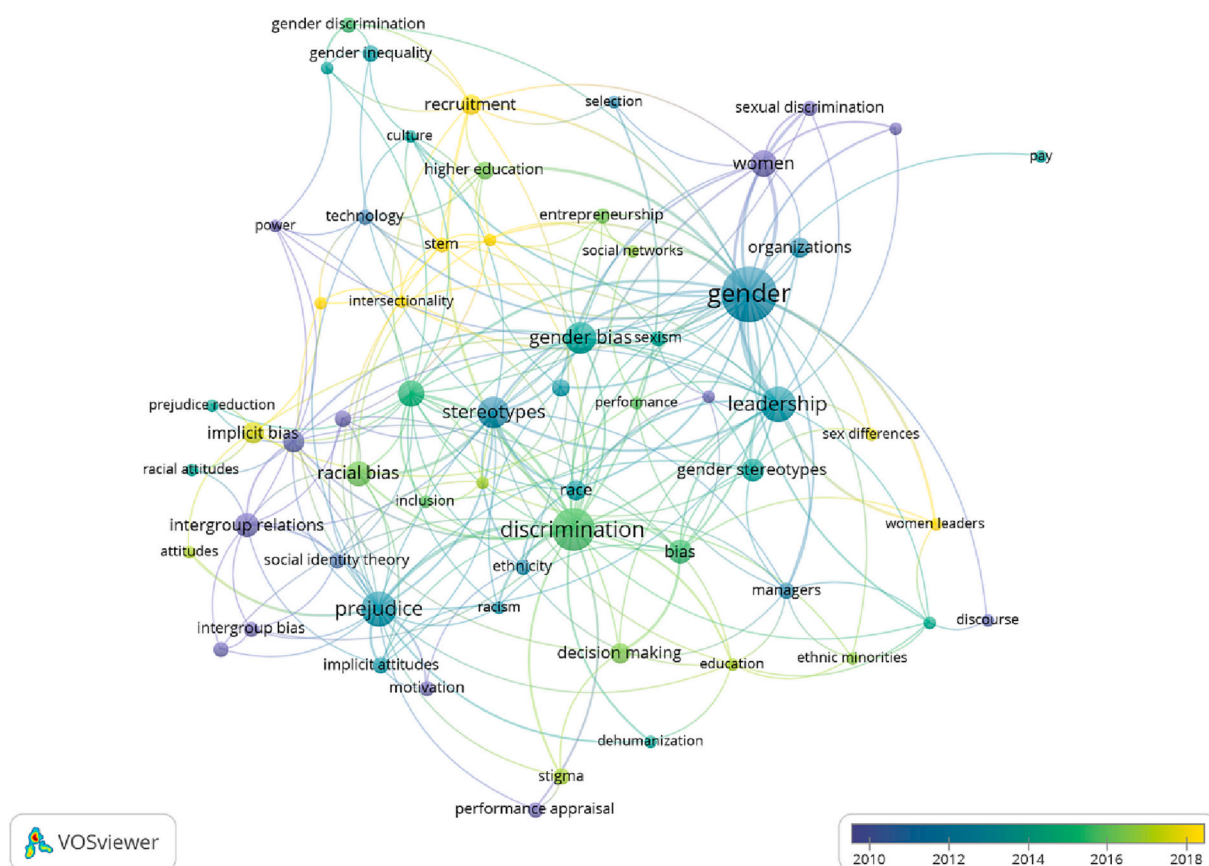 gender discrimination
gender inequality
recruitment
selection
sexual discrimination
culture
women
pay
higher education
power
technology
entrepreneurship
stem
social networks
organizations
intersectionality
gender
gender bias
sexism
prejudice reduction
stereotypes
performance
leadership
implicit bias
sex differences
racial attitudes
racial bias
gender stereotypes
inclusion
race
intergroup relations
discrimination
women leaders
attitudes
social identity theory
ethnicity
bias
prejudice
racism
managers
intergroup bias
discourse
implicit attitudes
decision making
education
ethnic minorities
motivation
dehumanization
stigma
performance appraisal
VOSviewer
2010 2012 2014 2016 2018